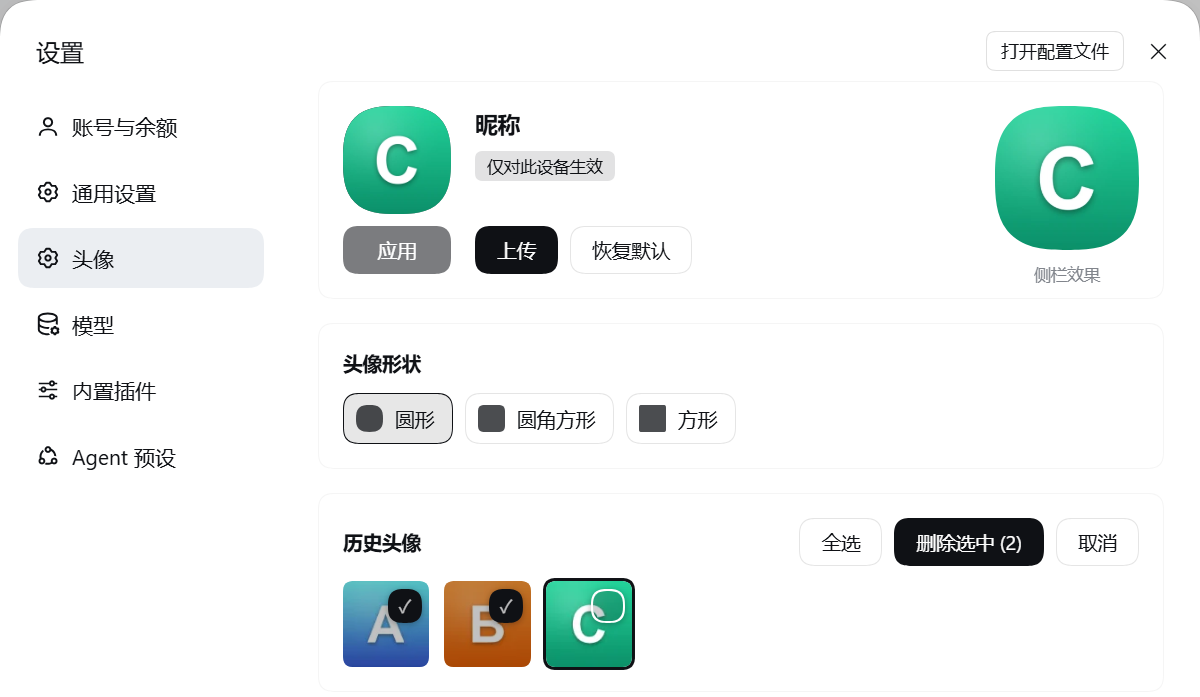 设置
打开配置文件
账号与余额
通用设置
头像
模型
内置插件
Agent 预设
C
昵称
仅对此设备生效
应用
上传
恢复默认
C
侧栏效果
头像形状
圆形
圆角方形
方形
历史头像
全选
删除选中 (2)
取消
A
B
C